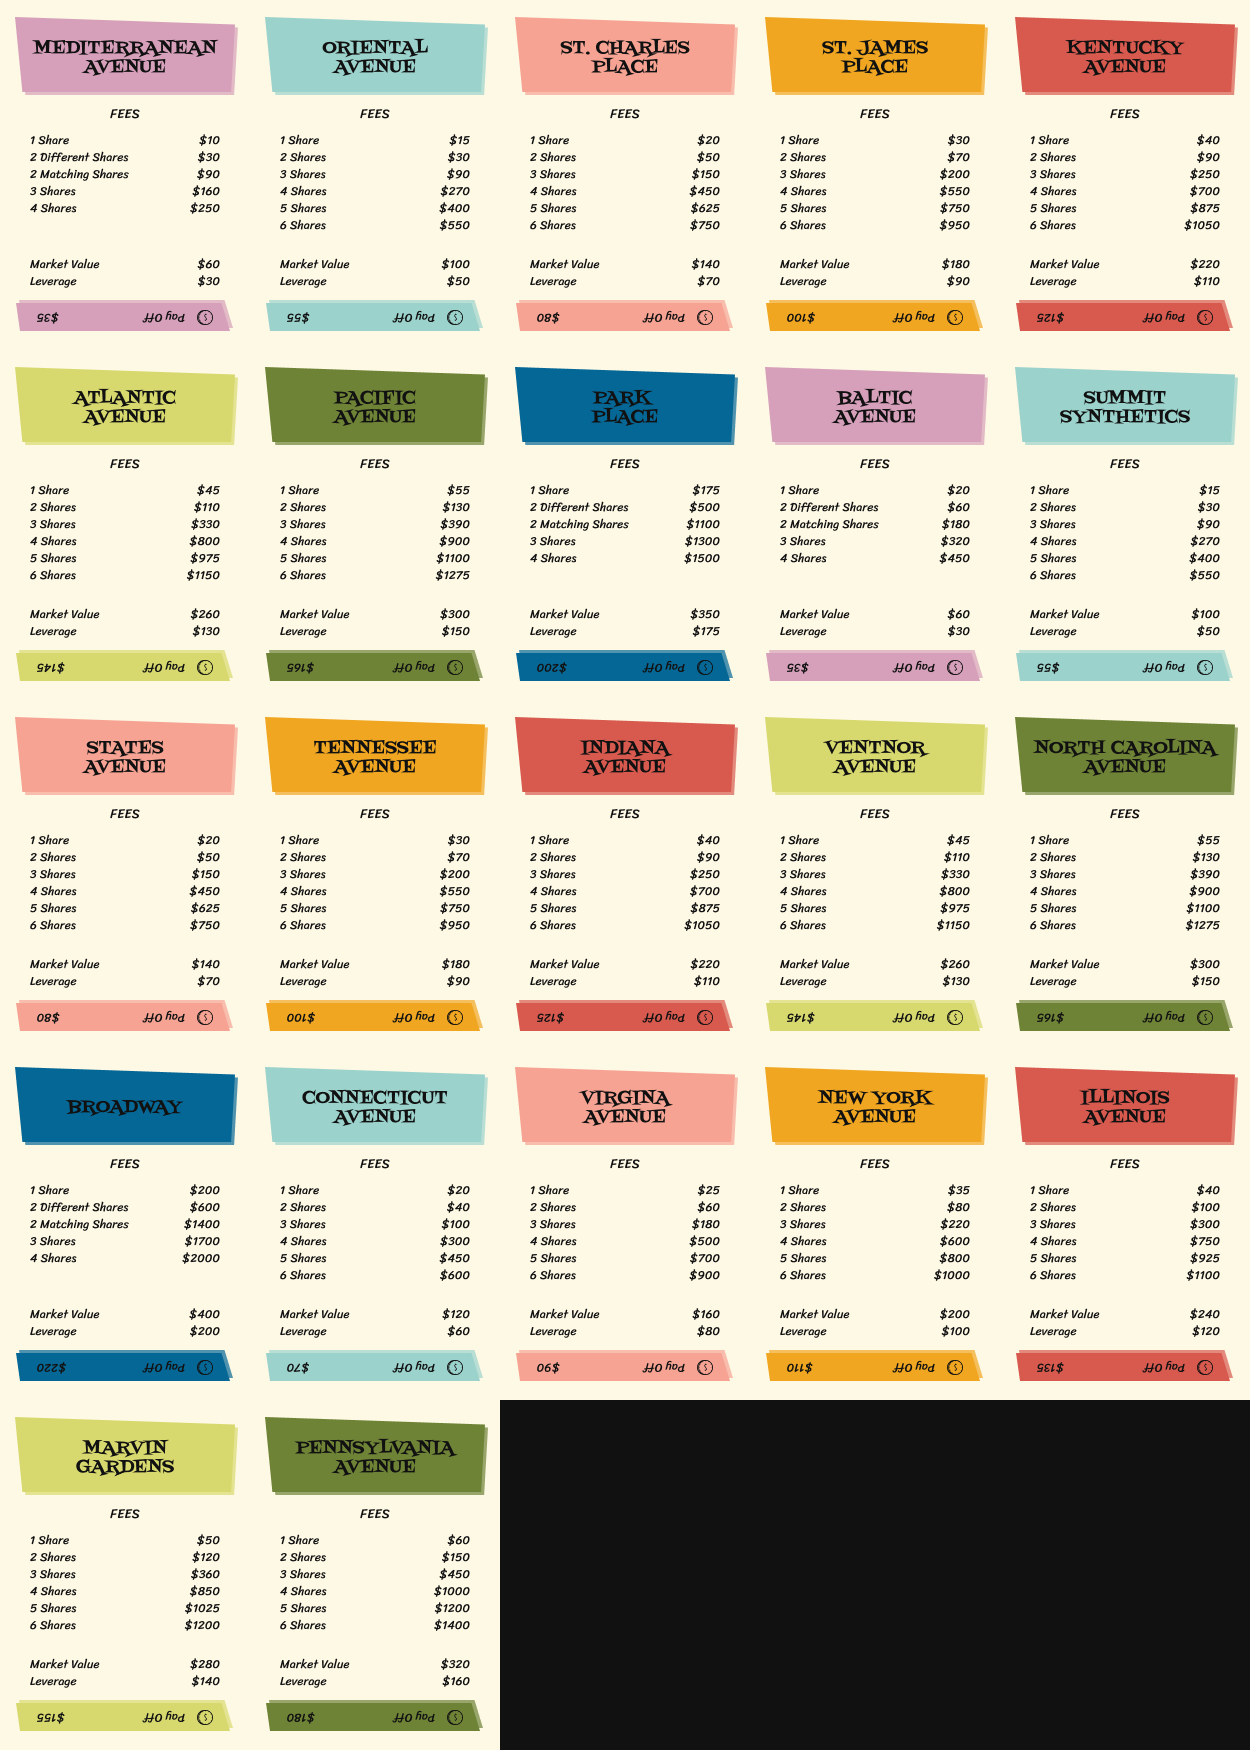 MEDITERRANEAN
AVENUE
FEES
1 Share $10
2 Different Shares $30
2 Matching Shares $90
3 Shares $160
4 Shares $250
Market Value $60
Leverage $30
Pay Off $35
ORIENTAL
AVENUE
FEES
1 Share $15
2 Shares $30
3 Shares $90
4 Shares $270
5 Shares $400
6 Shares $550
Market Value $100
Leverage $50
Pay Off $55
ST. CHARLES
PLACE
FEES
1 Share $20
2 Shares $50
3 Shares $150
4 Shares $450
5 Shares $625
6 Shares $750
Market Value $140
Leverage $70
Pay Off $80
ST. JAMES
PLACE
FEES
1 Share $30
2 Shares $70
3 Shares $200
4 Shares $550
5 Shares $750
6 Shares $950
Market Value $180
Leverage $90
Pay Off $100
KENTUCKY
AVENUE
FEES
1 Share $40
2 Shares $90
3 Shares $250
4 Shares $700
5 Shares $875
6 Shares $1050
Market Value $220
Leverage $110
Pay Off $125
ATLANTIC
AVENUE
FEES
1 Share $45
2 Shares $110
3 Shares $330
4 Shares $800
5 Shares $975
6 Shares $1150
Market Value $260
Leverage $130
Pay Off $145
PACIFIC
AVENUE
FEES
1 Share $55
2 Shares $130
3 Shares $390
4 Shares $900
5 Shares $1100
6 Shares $1275
Market Value $300
Leverage $150
Pay Off $165
PARK
PLACE
FEES
1 Share $175
2 Different Shares $500
2 Matching Shares $1100
3 Shares $1300
4 Shares $1500
Market Value $350
Leverage $175
Pay Off $200
BALTIC
AVENUE
FEES
1 Share $20
2 Different Shares $60
2 Matching Shares $180
3 Shares $320
4 Shares $450
Market Value $60
Leverage $30
Pay Off $35
SUMMIT
SYNTHETICS
FEES
1 Share $15
2 Shares $30
3 Shares $90
4 Shares $270
5 Shares $400
6 Shares $550
Market Value $100
Leverage $50
Pay Off $55
STATES
AVENUE
FEES
1 Share $20
2 Shares $50
3 Shares $150
4 Shares $450
5 Shares $625
6 Shares $750
Market Value $140
Leverage $70
Pay Off $80
TENNESSEE
AVENUE
FEES
1 Share $30
2 Shares $70
3 Shares $200
4 Shares $550
5 Shares $750
6 Shares $950
Market Value $180
Leverage $90
Pay Off $100
INDIANA
AVENUE
FEES
1 Share $40
2 Shares $90
3 Shares $250
4 Shares $700
5 Shares $875
6 Shares $1050
Market Value $220
Leverage $110
Pay Off $125
VENTNOR
AVENUE
FEES
1 Share $45
2 Shares $110
3 Shares $330
4 Shares $800
5 Shares $975
6 Shares $1150
Market Value $260
Leverage $130
Pay Off $145
NORTH CAROLINA
AVENUE
FEES
1 Share $55
2 Shares $130
3 Shares $390
4 Shares $900
5 Shares $1100
6 Shares $1275
Market Value $300
Leverage $150
Pay Off $165
BROADWAY
FEES
1 Share $200
2 Different Shares $600
2 Matching Shares $1400
3 Shares $1700
4 Shares $2000
Market Value $400
Leverage $200
Pay Off $220
CONNECTICUT
AVENUE
FEES
1 Share $20
2 Shares $40
3 Shares $100
4 Shares $300
5 Shares $450
6 Shares $600
Market Value $120
Leverage $60
Pay Off $70
VIRGINA
AVENUE
FEES
1 Share $25
2 Shares $60
3 Shares $180
4 Shares $500
5 Shares $700
6 Shares $900
Market Value $160
Leverage $80
Pay Off $90
NEW YORK
AVENUE
FEES
1 Share $35
2 Shares $80
3 Shares $220
4 Shares $600
5 Shares $800
6 Shares $1000
Market Value $200
Leverage $100
Pay Off $110
ILLINOIS
AVENUE
FEES
1 Share $40
2 Shares $100
3 Shares $300
4 Shares $750
5 Shares $925
6 Shares $1100
Market Value $240
Leverage $120
Pay Off $135
MARVIN
GARDENS
FEES
1 Share $50
2 Shares $120
3 Shares $360
4 Shares $850
5 Shares $1025
6 Shares $1200
Market Value $280
Leverage $140
Pay Off $155
PENNSYLVANIA
AVENUE
FEES
1 Share $60
2 Shares $150
3 Shares $450
4 Shares $1000
5 Shares $1200
6 Shares $1400
Market Value $320
Leverage $160
Pay Off $180